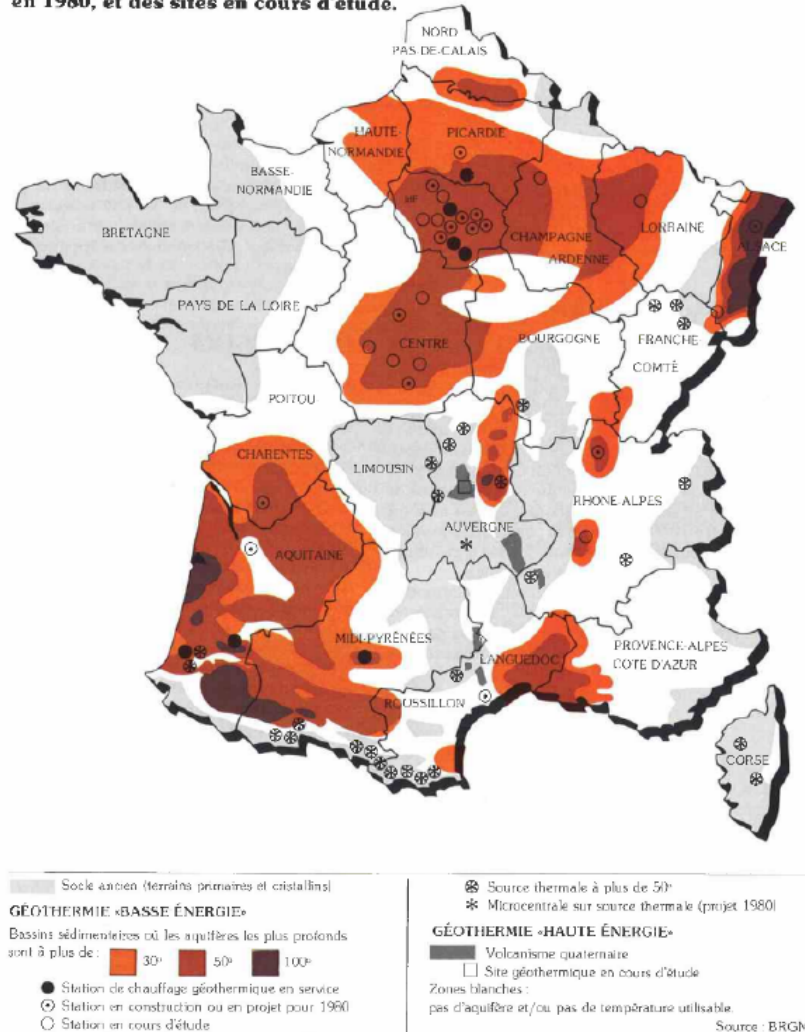 en 1980, et des sites en cours d'étude.
NORD
PAS-DE-CALAIS
HAUTE-
NORMANDIE
PICARDIE
BASSE-
NORMANDIE
IdF
LORRAINE
BRETAGNE
CHAMPAGNE
ARDENNE
ALSACE
PAYS DE LA LOIRE
CENTRE
BOURGOGNE
FRANCHE-
COMTÉ
POITOU
CHARENTES
LIMOUSIN
RHONE-ALPES
AUVERGNE
AQUITAINE
MIDI-PYRÉNÉES
LANGUEDOC
PROVENCE-ALPES
COTE D'AZUR
ROUSSILLON
CORSE
Socle ancien (terrains primaires et cristallins)
GÉOTHERMIE «BASSE ÉNERGIE»
Bassins sédimentaires où les aquifères les plus profonds
sont à plus de : 30° 50° 100°
Station de chauffage géothermique en service
Station en construction ou en projet pour 1980
Station en cours d'étude
Source thermale à plus de 50°
Microcentrale sur source thermale (projet 1980)
GÉOTHERMIE «HAUTE ÉNERGIE»
Volcanisme quaternaire
Site géothermique en cours d'étude
Zones blanches :
pas d'aquifère et/ou pas de température utilisable.
Source : BRGM